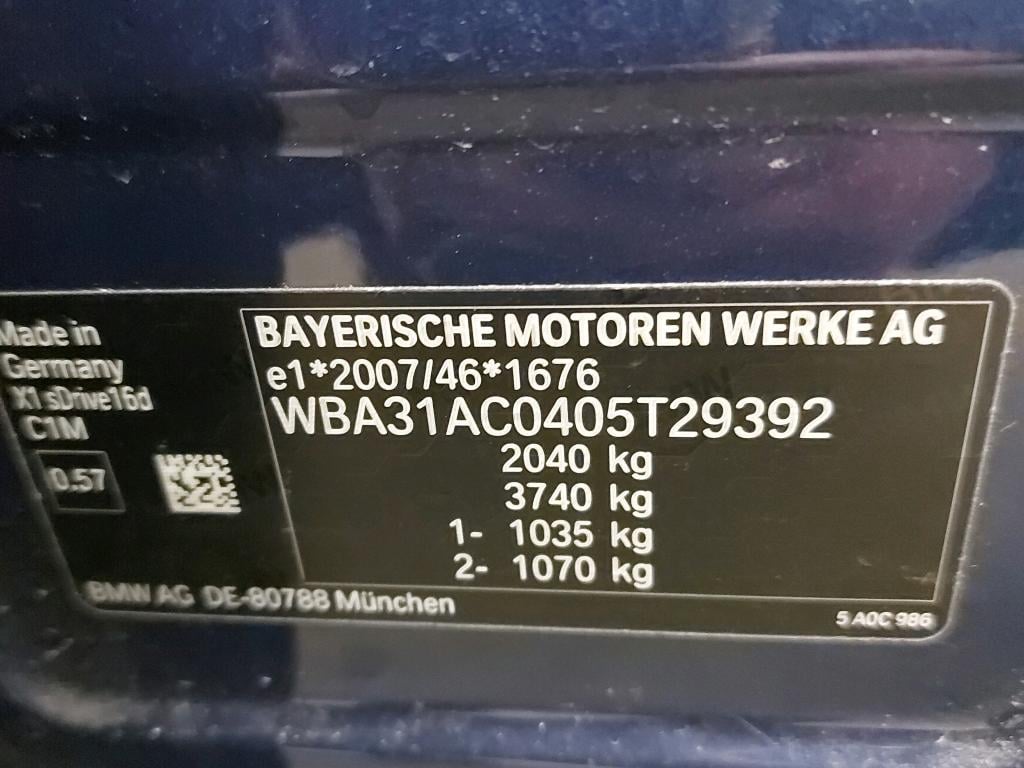 Made in
Germany
X1 sDrive16d
C1M
0.57
BAYERISCHE MOTOREN WERKE AG
e1*2007/46*1676
WBA31AC0405T29392
2040 kg
3740 kg
1- 1035 kg
2- 1070 kg
BMW AG DE-80788 München
5 A0C 986